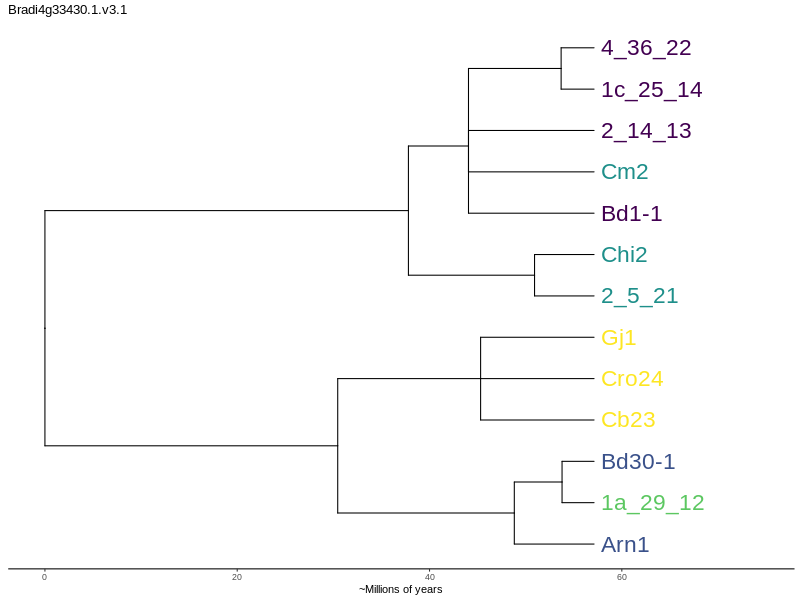 Bradi4g33430.1.v3.1
4_36_22
1c_25_14
2_14_13
Cm2
Bd1-1
Chi2
2_5_21
Gj1
Cro24
Cb23
Bd30-1
1a_29_12
Arn1
0 20 40 60
~Millions of years